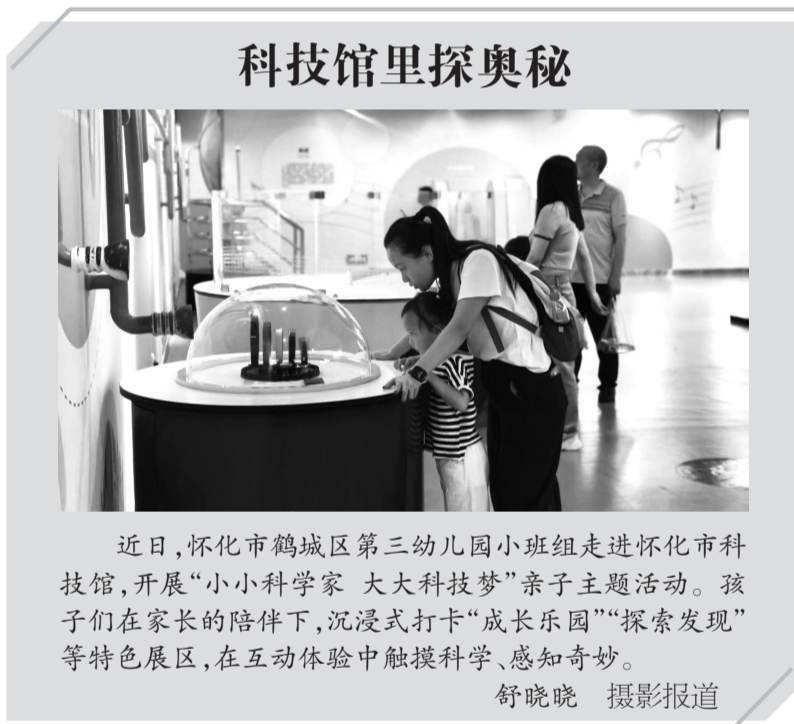 科技馆里探奥秘
近日，怀化市鹤城区第三幼儿园小班组走进怀化市科
技馆，开展“小小科学家 大大科技梦”亲子主题活动。孩
子们在家长的陪伴下，沉浸式打卡“成长乐园”“探索发现”
等特色展区，在互动体验中触摸科学、感知奇妙。
舒晓晓 摄影报道